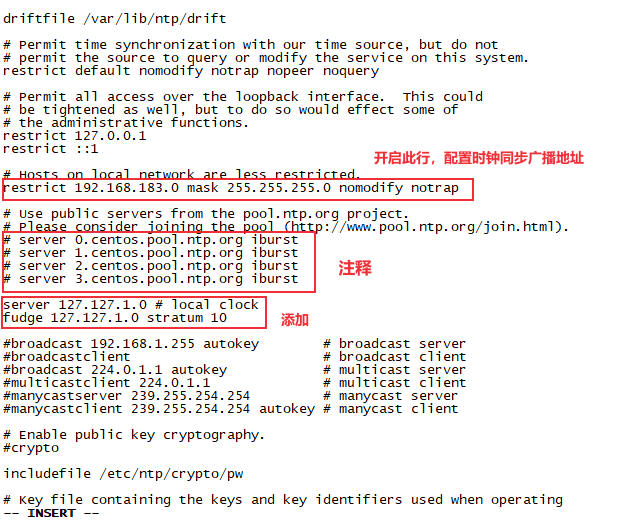 driftfile /var/lib/ntp/drift
# Permit time synchronization with our time source, but do not
# permit the source to query or modify the service on this system.
restrict default nomodify notrap nopeer noquery
# Permit all access over the loopback interface.  This could
# be tightened as well, but to do so would effect some of
# the administrative functions.
restrict 127.0.0.1
restrict ::1
开启此行，配置时钟同步广播地址
# Hosts on local network are less restricted.
restrict 192.168.183.0 mask 255.255.255.0 nomodify notrap
# Use public servers from the pool.ntp.org project.
# Please consider joining the pool (http://www.pool.ntp.org/join.html).
# server 0.centos.pool.ntp.org iburst
# server 1.centos.pool.ntp.org iburst
# server 2.centos.pool.ntp.org iburst
# server 3.centos.pool.ntp.org iburst
注释
server 127.127.1.0 # local clock
fudge 127.127.1.0 stratum 10
添加
#broadcast 192.168.1.255 autokey        # broadcast server
#broadcastclient                        # broadcast client
#broadcast 224.0.1.1 autokey            # multicast server
#multicastclient 224.0.1.1              # multicast client
#manycastserver 239.255.254.254         # manycast server
#manycastclient 239.255.254.254 autokey # manycast client
# Enable public key cryptography.
#crypto
includefile /etc/ntp/crypto/pw
# Key file containing the keys and key identifiers used when operating
-- INSERT --